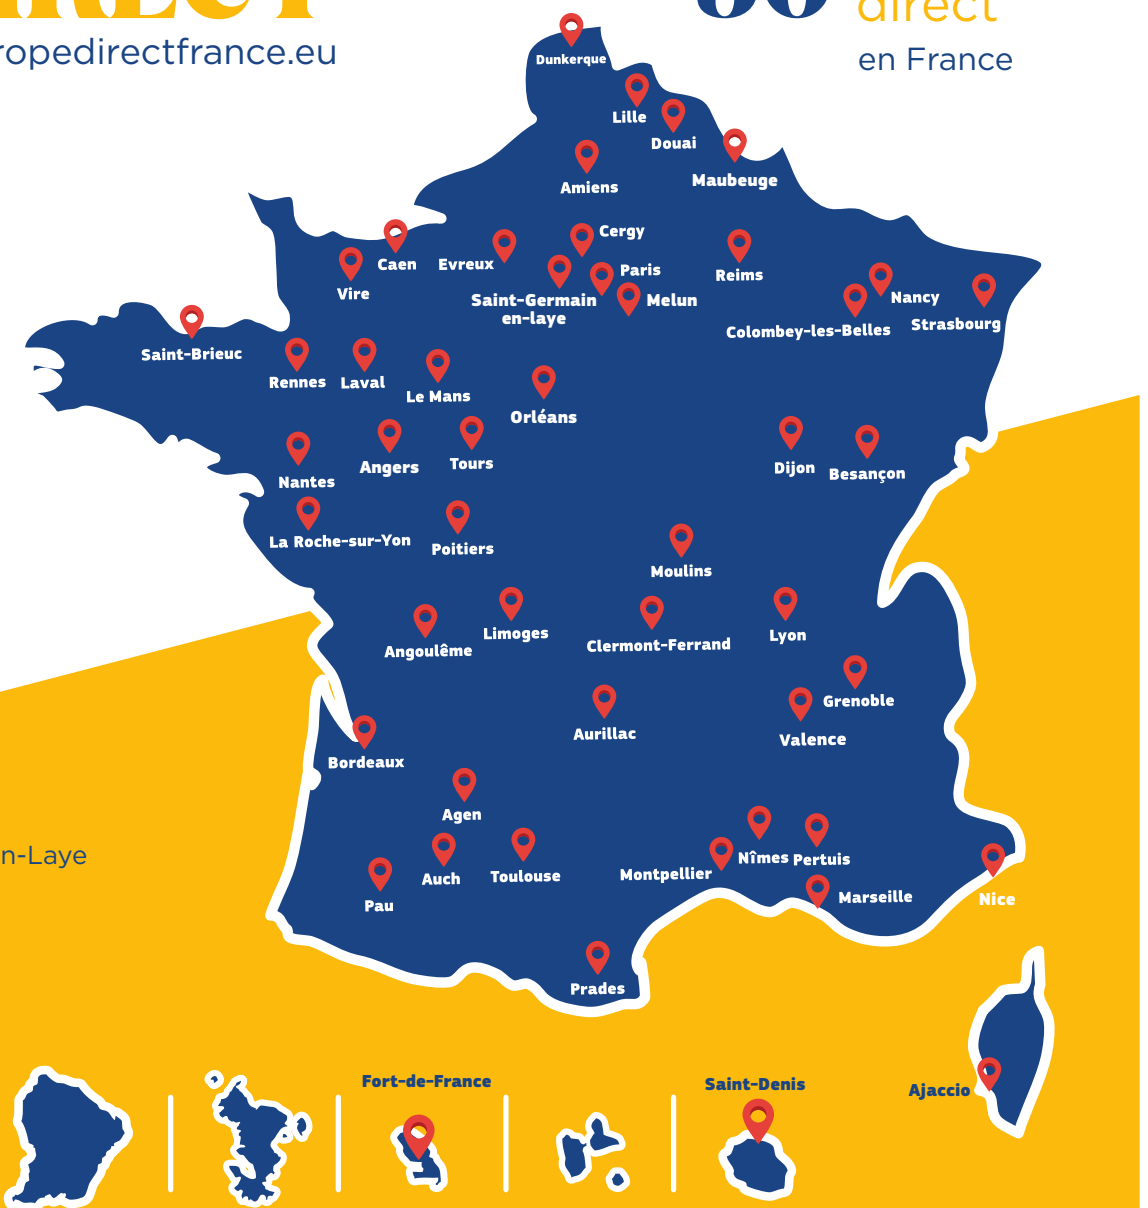 direct
ropedirectfrance.eu
en France
Dunkerque
Lille
Douai
Maubeuge
Amiens
Cergy
Caen
Evreux
Paris
Reims
Vire
Saint-Germain
en-laye
Melun
Nancy
Colombey-les-Belles
Strasbourg
Saint-Brieuc
Rennes
Laval
Le Mans
Orléans
Angers
Tours
Dijon
Besançon
Nantes
La Roche-sur-Yon
Poitiers
Moulins
Angoulême
Limoges
Clermont-Ferrand
Lyon
Grenoble
Aurillac
Valence
Bordeaux
Agen
n-Laye
Auch
Toulouse
Montpellier
Nîmes
Pertuis
Pau
Marseille
Nice
Prades
Fort-de-France
Saint-Denis
Ajaccio